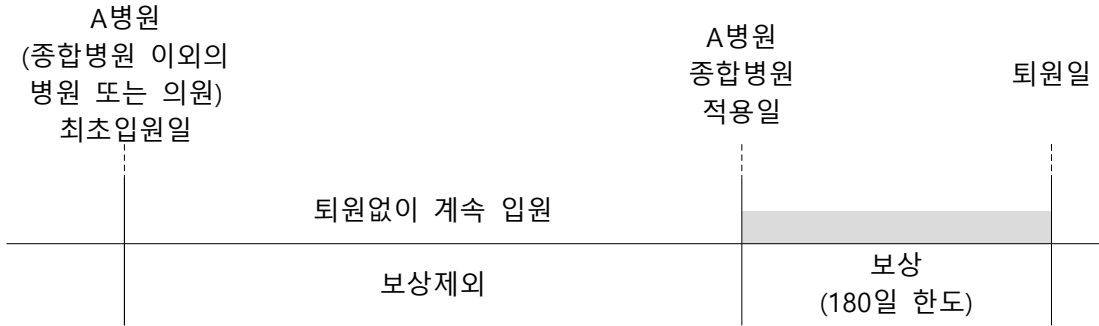 A병원
(종합병원 이외의
병원 또는 의원)
최초입원일
A병원
종합병원
적용일
퇴원일
퇴원없이 계속 입원
보상제외
보상
(180일 한도)